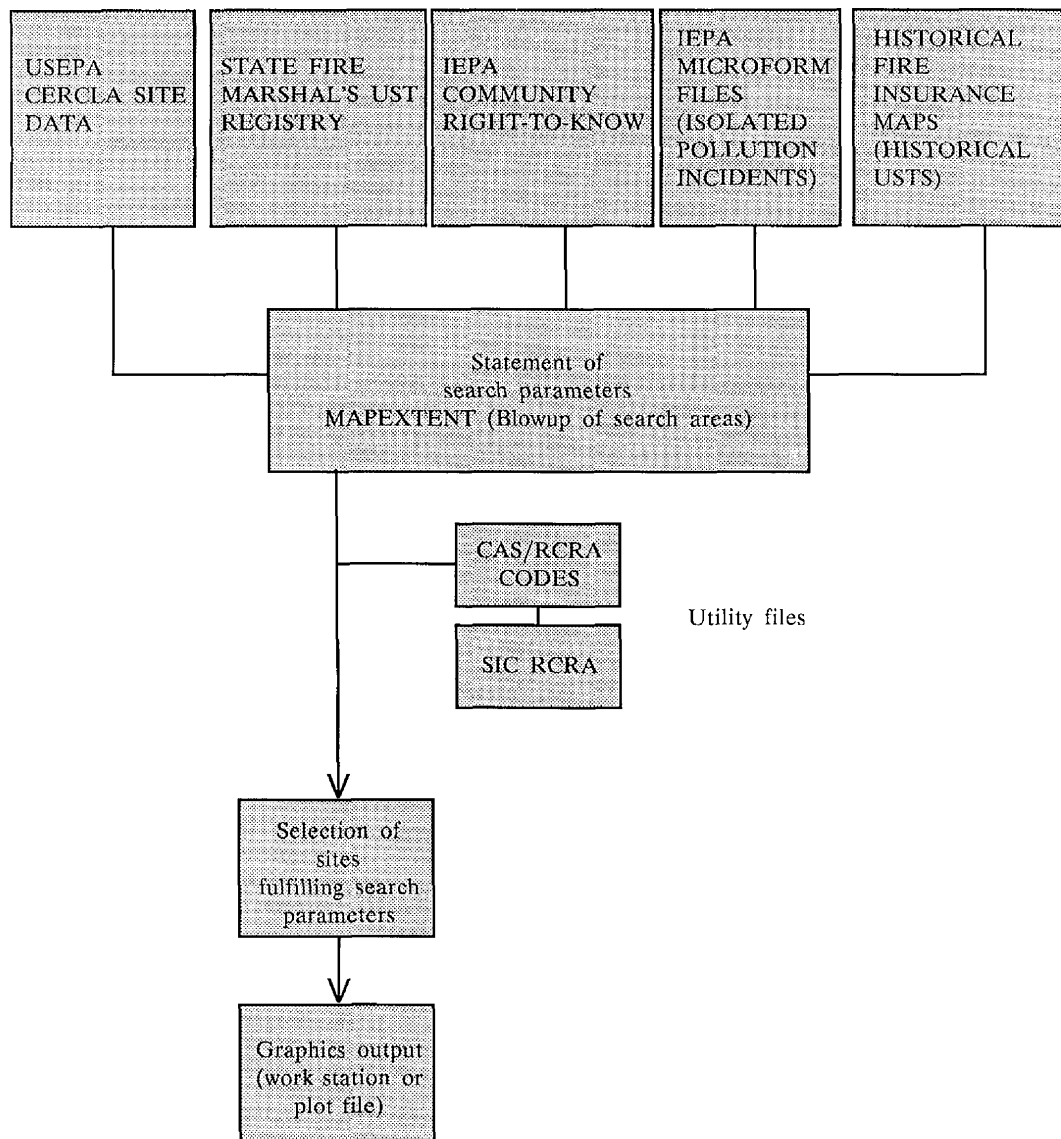 USEPA
CERCLA SITE
DATA
STATE FIRE
MARSHAL'S UST
REGISTRY
IEPA
COMMUNITY
RIGHT-TO-KNOW
IEPA
MICROFORM
FILES
(ISOLATED
POLLUTION
INCIDENTS)
HISTORICAL
FIRE
INSURANCE
MAPS
(HISTORICAL
USTS)
Statement of
search parameters
MAPEXTENT (Blowup of search areas)
CAS/RCRA
CODES
Utility files
SIC RCRA
Selection of
sites
fulfilling search
parameters
Graphics output
(work station or
plot file)